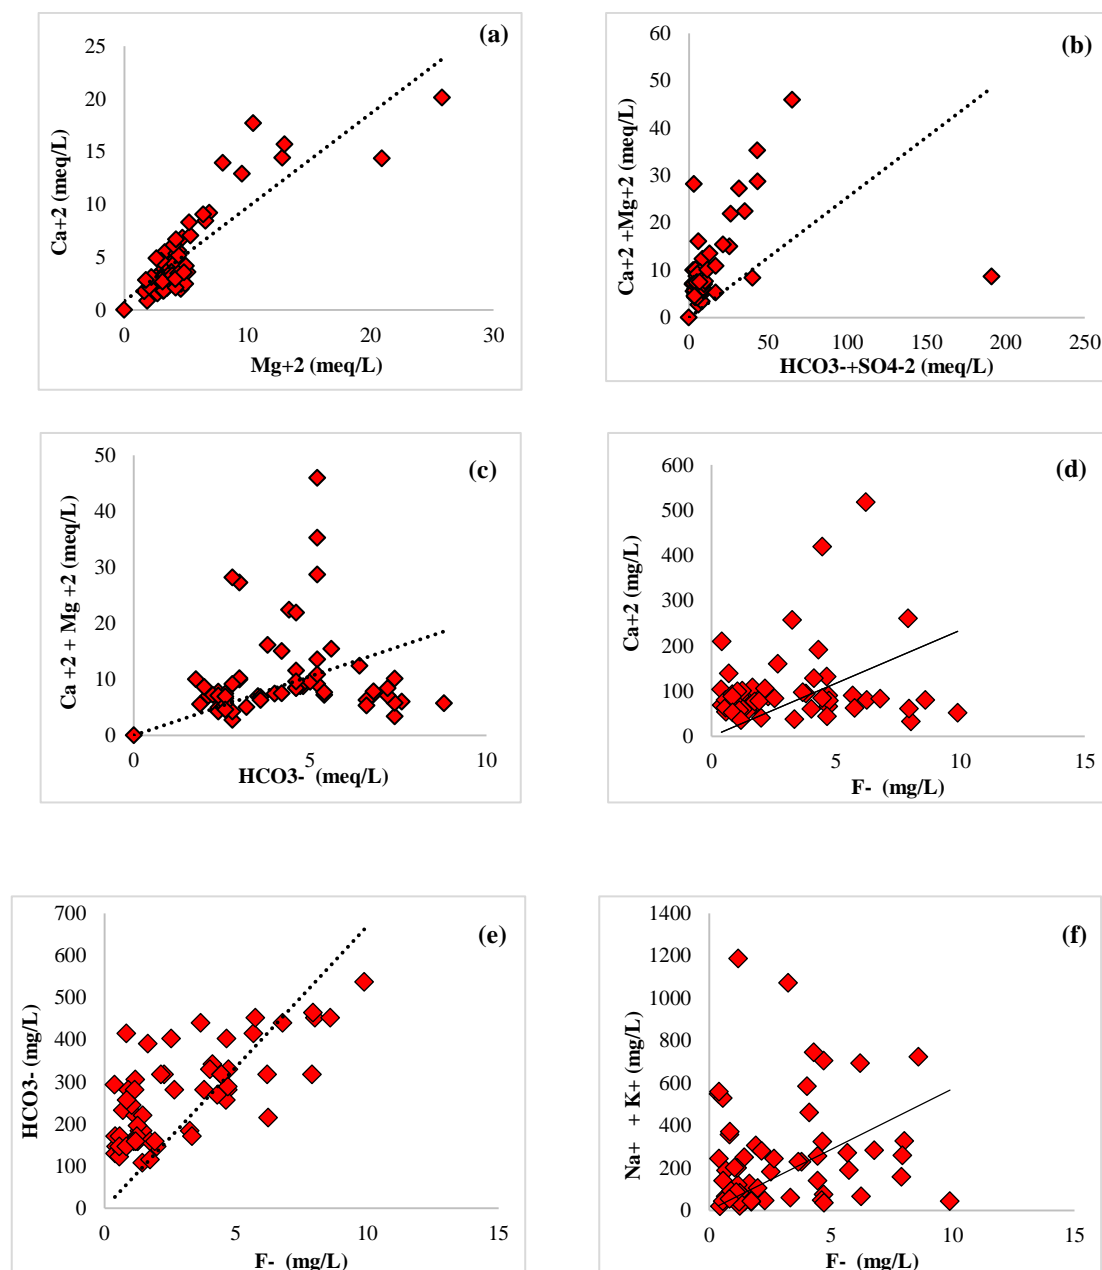 (a)
25
20
15
10
5
0
0 10 20 30
Ca+2 (meq/L)
Mg+2 (meq/L)
(b)
60
50
40
30
20
10
0
0 50 100 150 200 250
Ca+2 +Mg+2 (meq/L)
HCO3-+SO4-2 (meq/L)
(c)
50
40
30
20
10
0
0 5 10
Ca +2 + Mg +2 (meq/L)
HCO3- (meq/L)
(d)
600
500
400
300
200
100
0
0 5 10 15
Ca+2 (mg/L)
F- (mg/L)
(e)
700
600
500
400
300
200
100
0
0 5 10 15
HCO3- (mg/L)
F- (mg/L)
(f)
1400
1200
1000
800
600
400
200
0
0 5 10 15
Na+ + K+ (mg/L)
F- (mg/L)